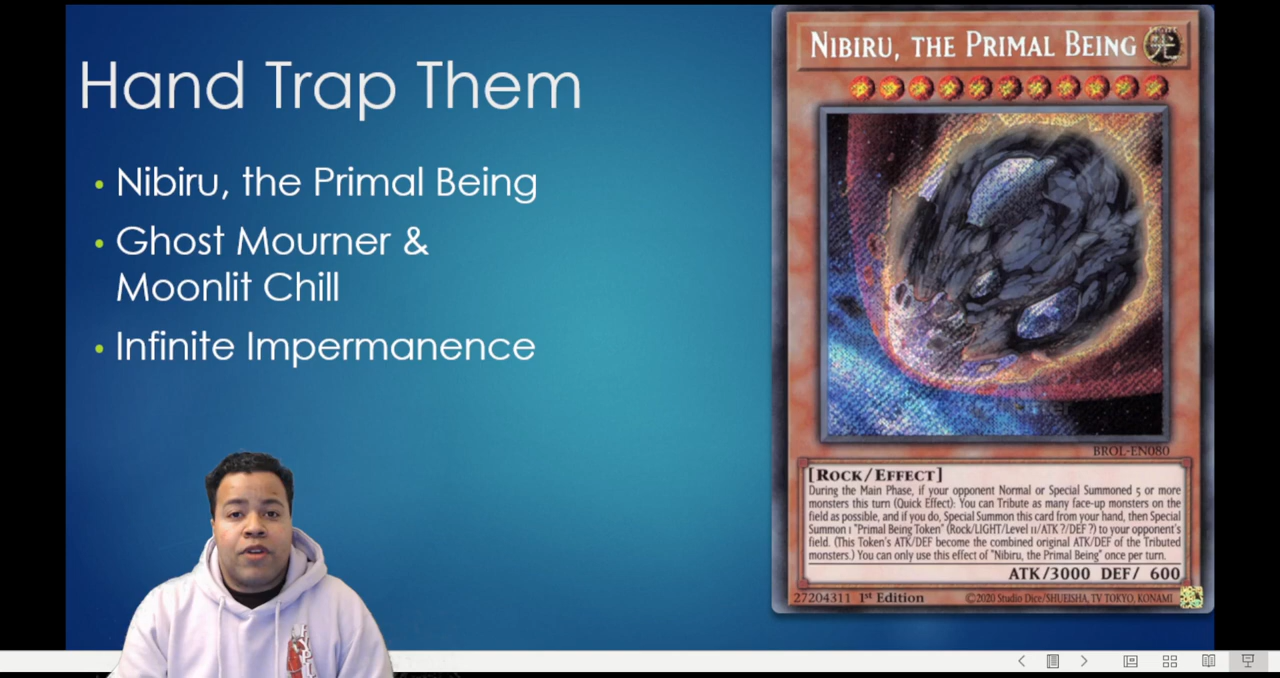 Hand Trap Them
• Nibiru, the Primal Being
• Ghost Mourner &
Moonlit Chill
• Infinite Impermanence
NIBIRU, THE PRIMAL BEING
光
BROL-EN080
[ROCK/EFFECT]
During the Main Phase, if your opponent Normal or Special Summoned 5 or more
monsters this turn (Quick Effect): You can Tribute as many face-up monsters on the
field as possible, and if you do, Special Summon this card from your hand, then Special
Summon 1 "Primal Being Token" (Rock/LIGHT/Level 11/ATK ?/DEF ?) to your opponent's
field. (This Token's ATK/DEF become the combined original ATK/DEF of the Tributed
monsters.) You can only use this effect of "Nibiru, the Primal Being" once per turn.
ATK/3000 DEF/ 600
27204311 1st Edition ©2020 Studio Dice/SHUEISHA, TV TOKYO, KONAMI